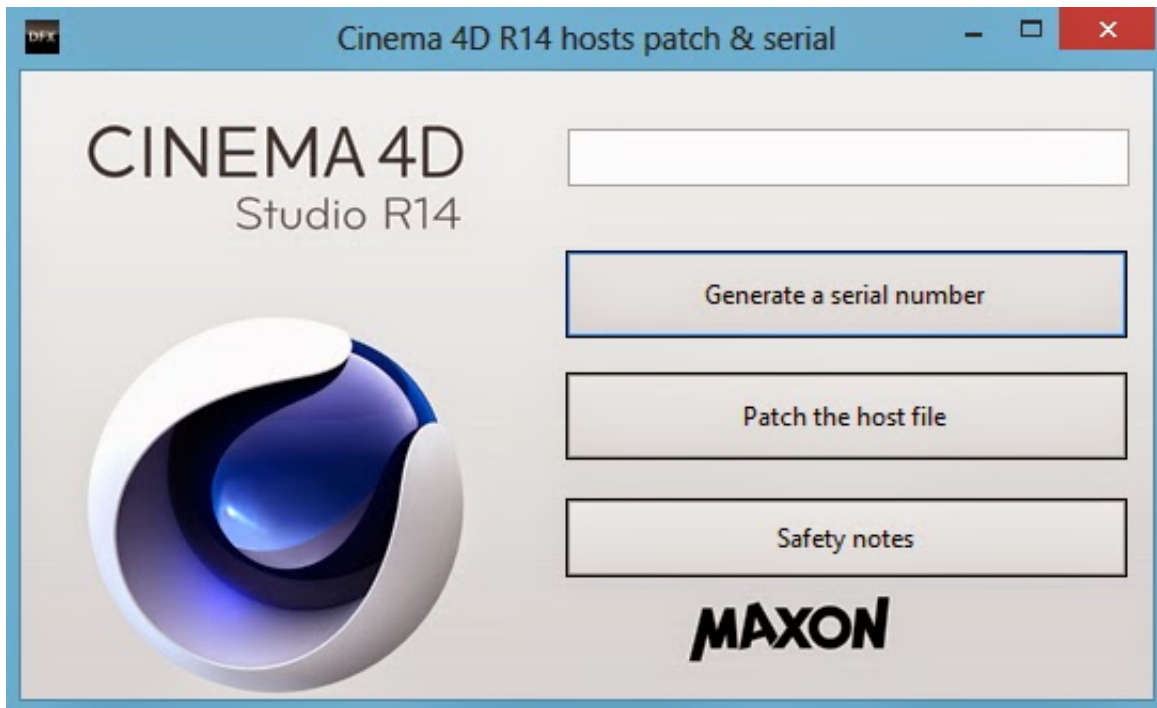 DFX
Cinema 4D R14 hosts patch & serial
CINEMA 4D
Studio R14
Generate a serial number
Patch the host file
Safety notes
MAXON